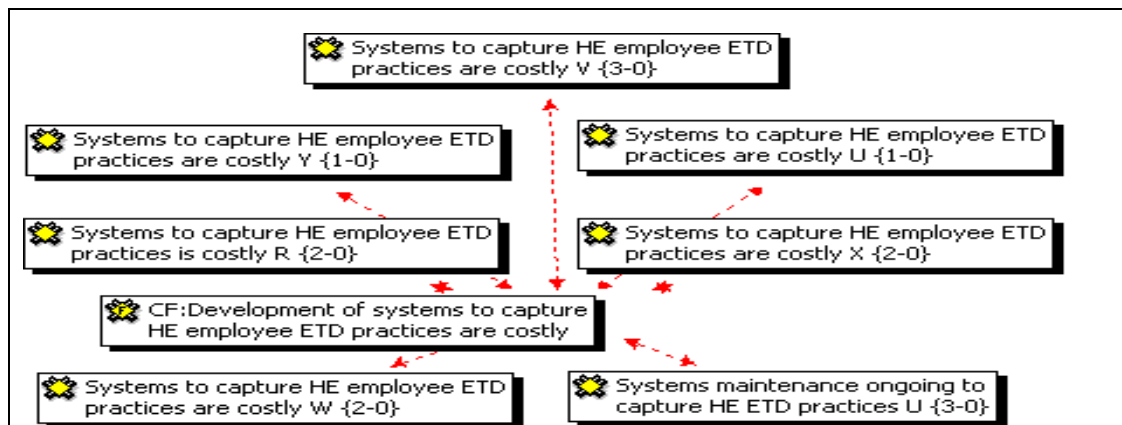 Systems to capture HE employee ETD
practices are costly V {3-0}
Systems to capture HE employee ETD
practices are costly Y {1-0}
Systems to capture HE employee ETD
practices are costly U {1-0}
Systems to capture HE employee ETD
practices is costly R {2-0}
Systems to capture HE employee ETD
practices are costly X {2-0}
CF:Development of systems to capture
HE employee ETD practices are costly
Systems to capture HE employee ETD
practices are costly W {2-0}
Systems maintenance ongoing to
capture HE ETD practices U {3-0}